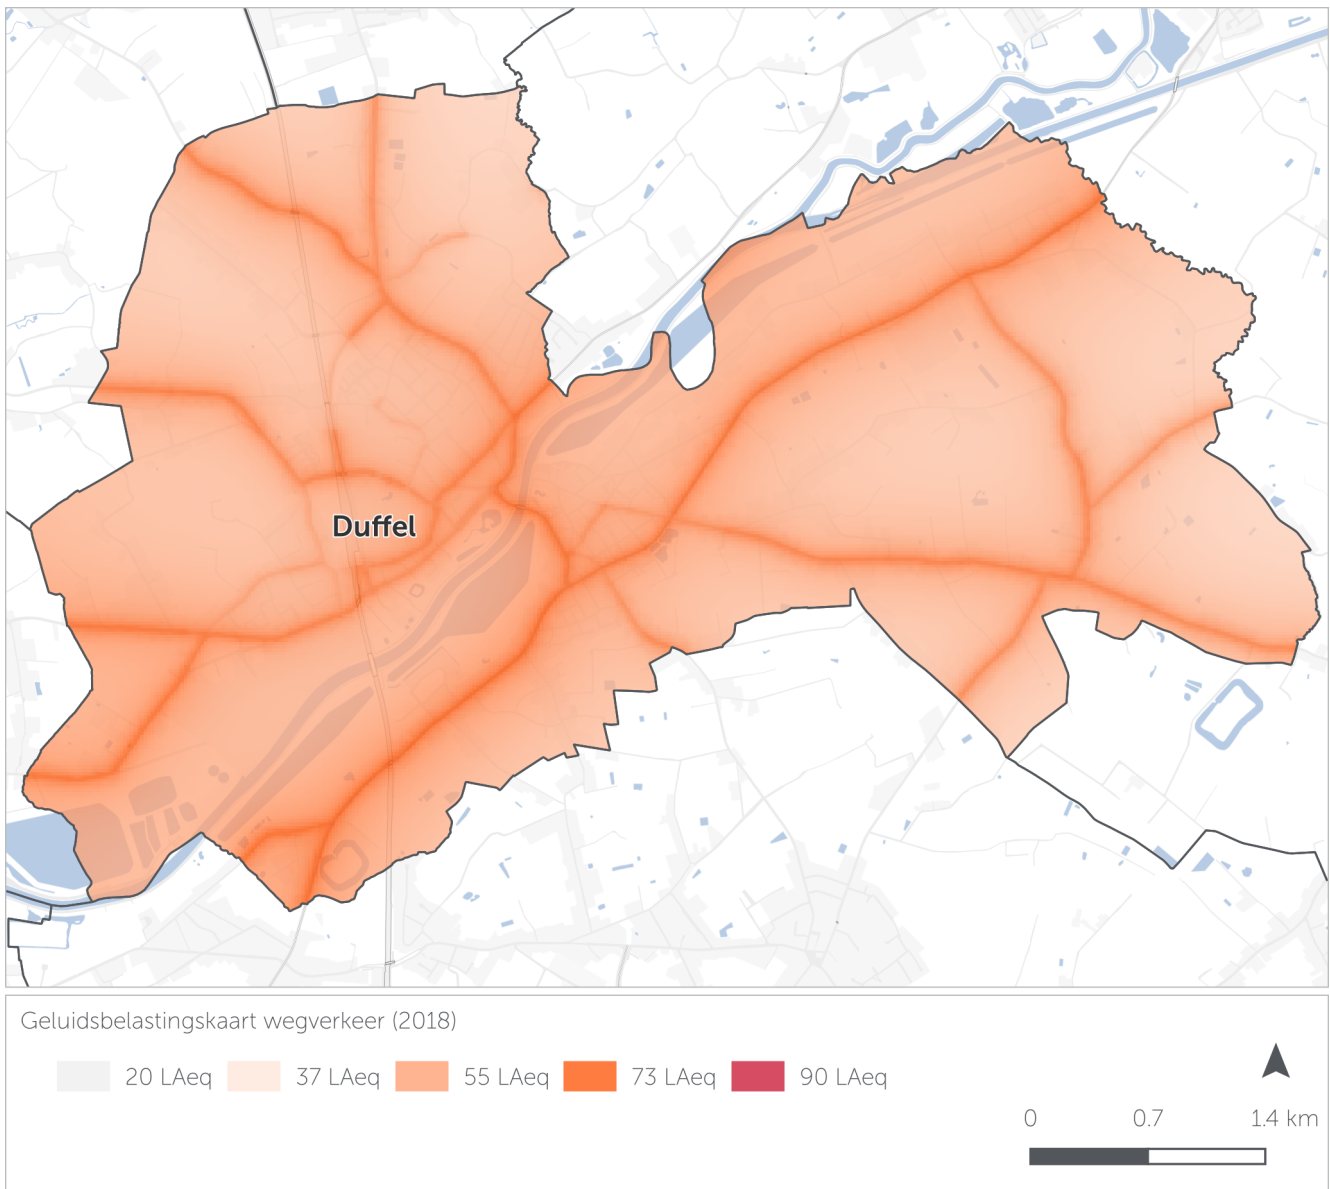 Duffel
Geluidsbelastingskaart wegverkeer (2018)
20 LAeq 37 LAeq 55 LAeq 73 LAeq 90 LAeq
0 0.7 1.4 km